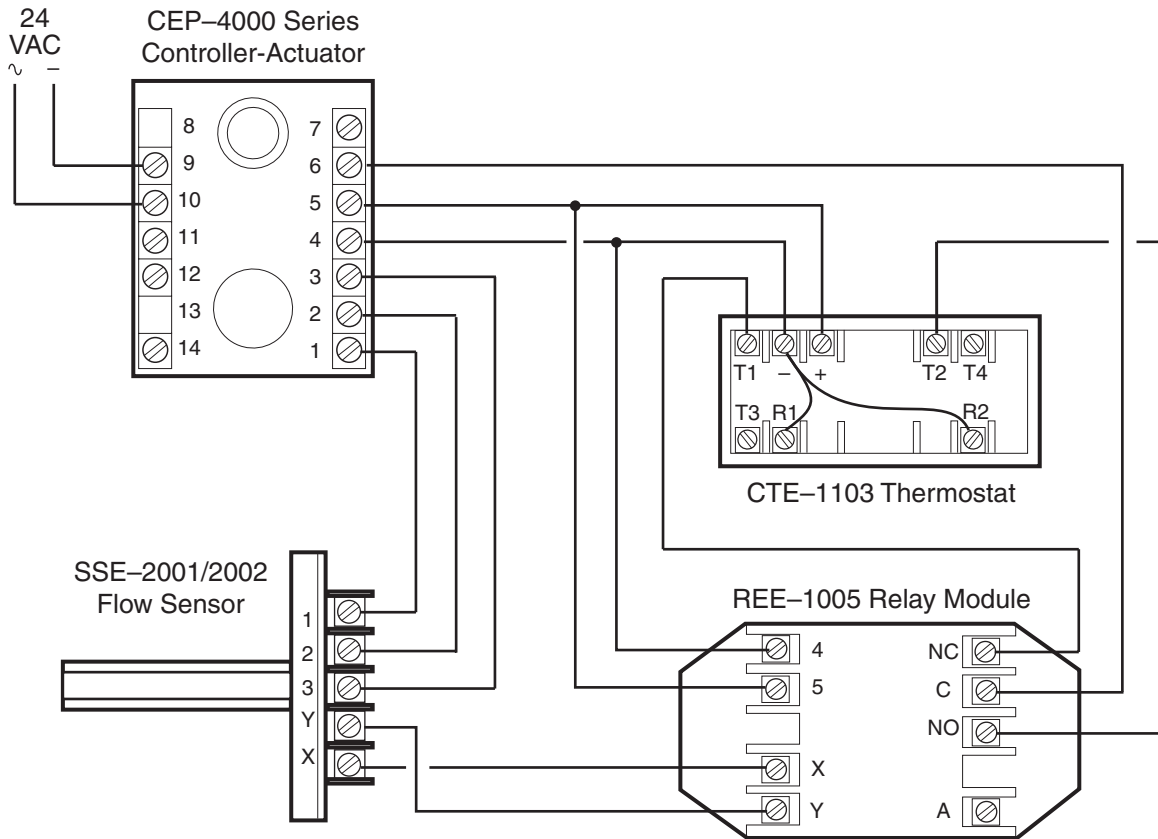 24
VAC
∿ –
CEP–4000 Series
Controller-Actuator
8
9
10
11
12
13
14
7
6
5
4
3
2
1
T1 – + T2 T4
T3 R1 R2
CTE–1103 Thermostat
SSE–2001/2002
Flow Sensor
1
2
3
Y
X
REE–1005 Relay Module
4
5
X
Y
NC
C
NO
A